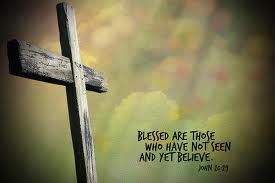 BLESSED ARE THOSE
WHO HAVE NOT SEEN
AND YET BELIEVE.
JOHN 20:29